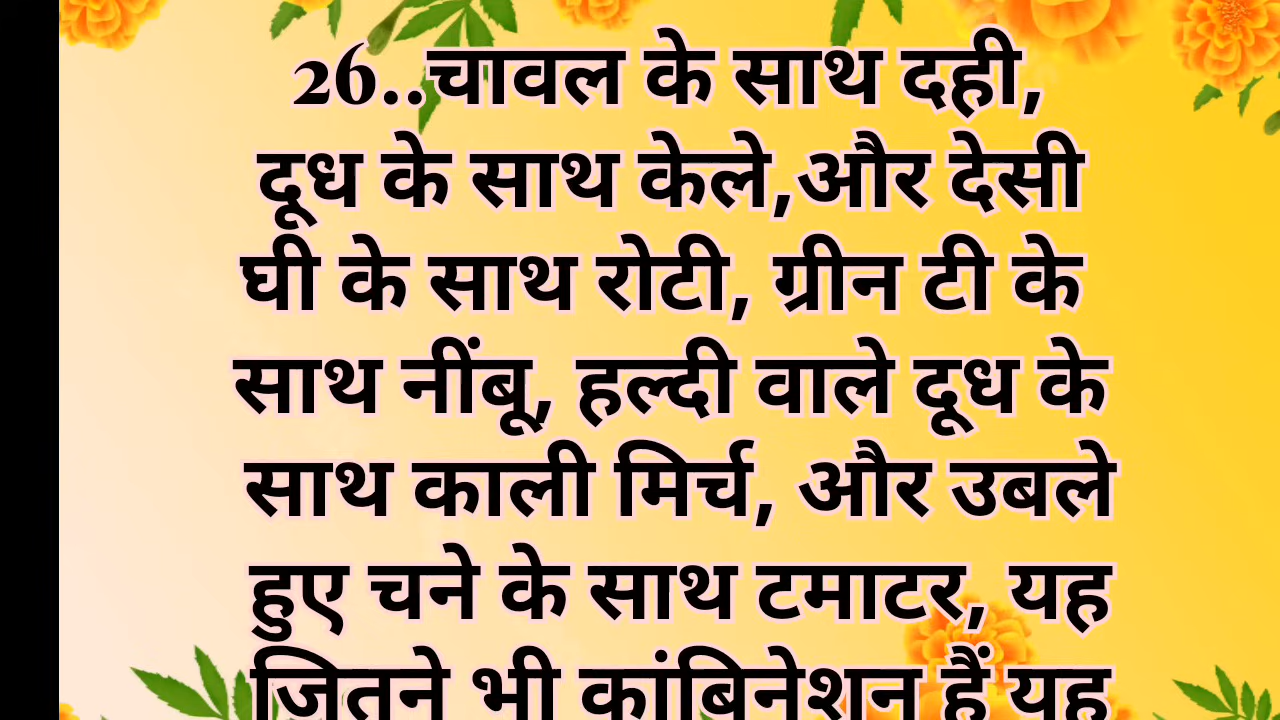 26..चावल के साथ दही,
दूध के साथ केले,और देसी
घी के साथ रोटी, ग्रीन टी के
साथ नींबू, हल्दी वाले दूध के
साथ काली मिर्च, और उबले
हुए चने के साथ टमाटर, यह
जितने भी कांबिनेशन हैं यह